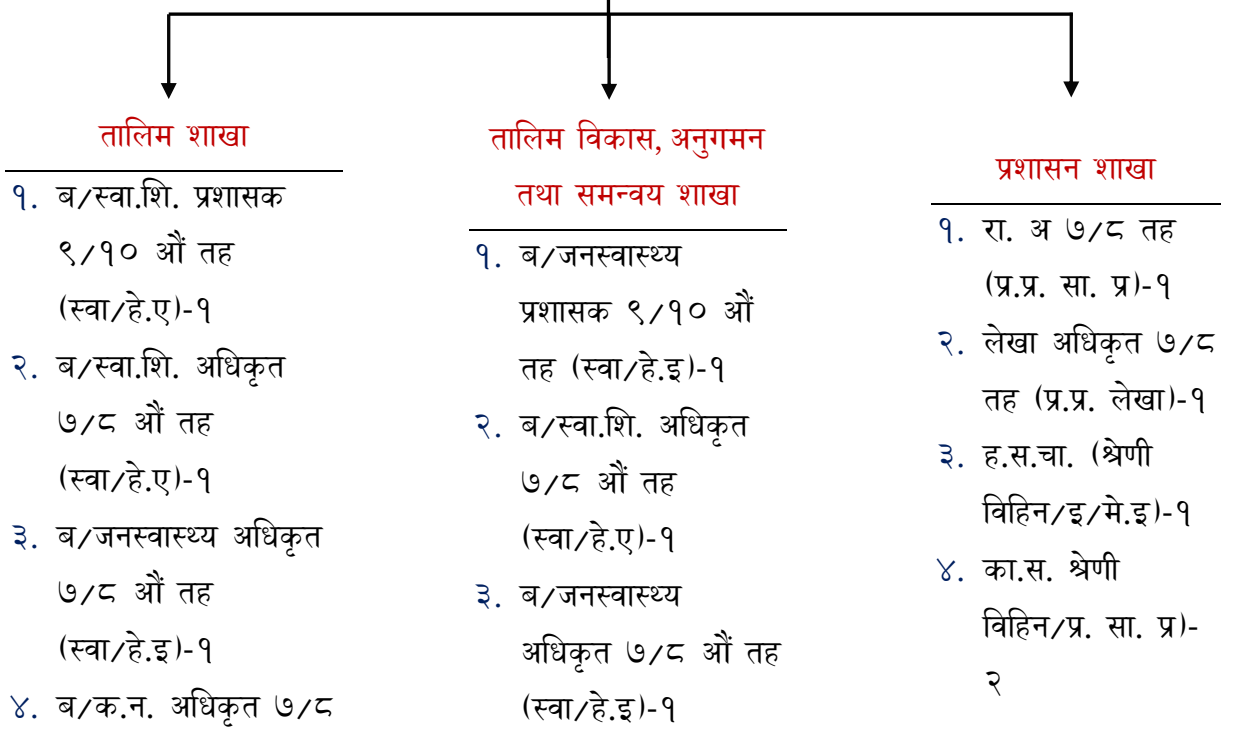 तालिम शाखा
१. ब/स्वा.शि. प्रशासक
९/१० औं तह
(स्वा/हे.ए)-१
२. ब/स्वा.शि. अधिकृत
७/८ औं तह
(स्वा/हे.ए)-१
३. ब/जनस्वास्थ्य अधिकृत
७/८ औं तह
(स्वा/हे.इ)-१
४. ब/क.न. अधिकृत ७/८
तालिम विकास, अनुगमन
तथा समन्वय शाखा
१. ब/जनस्वास्थ्य
प्रशासक ९/१० औं
तह (स्वा/हे.इ)-१
२. ब/स्वा.शि. अधिकृत
७/८ औं तह
(स्वा/हे.ए)-१
३. ब/जनस्वास्थ्य
अधिकृत ७/८ औं तह
(स्वा/हे.इ)-१
प्रशासन शाखा
१. रा. अ ७/८ तह
(प्र.प्र. सा. प्र)-१
२. लेखा अधिकृत ७/८
तह (प्र.प्र. लेखा)-१
३. ह.स.चा. (श्रेणी
विहिन/इ/मे.इ)-१
४. का.स. श्रेणी
विहिन/प्र. सा. प्र)-
२